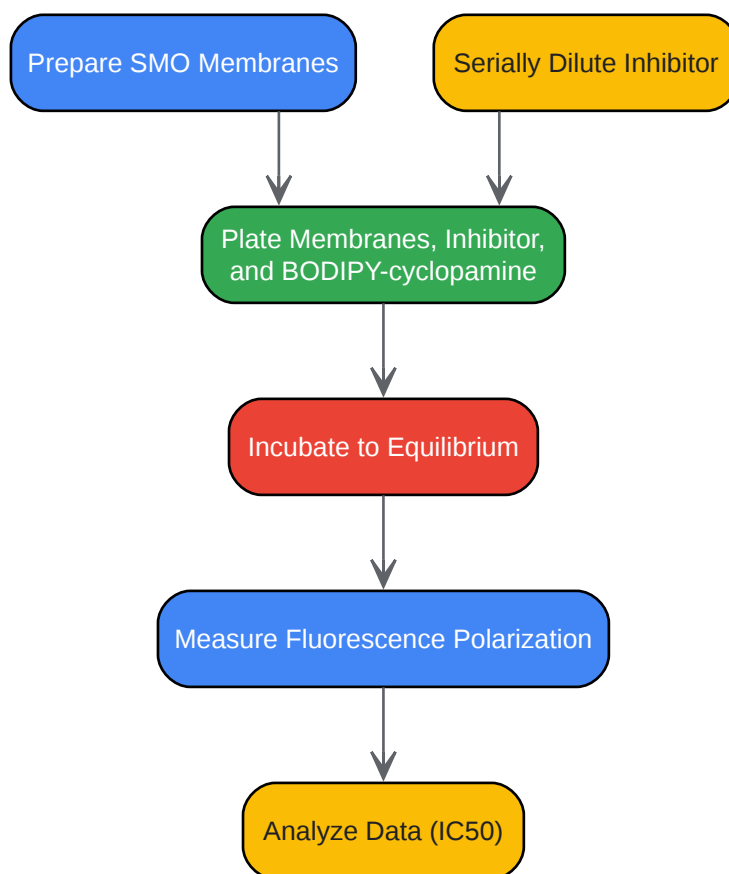 Prepare SMO Membranes
Serially Dilute Inhibitor
Plate Membranes, Inhibitor,
and BODIPY-cyclopamine
Incubate to Equilibrium
Measure Fluorescence Polarization
Analyze Data (IC50)